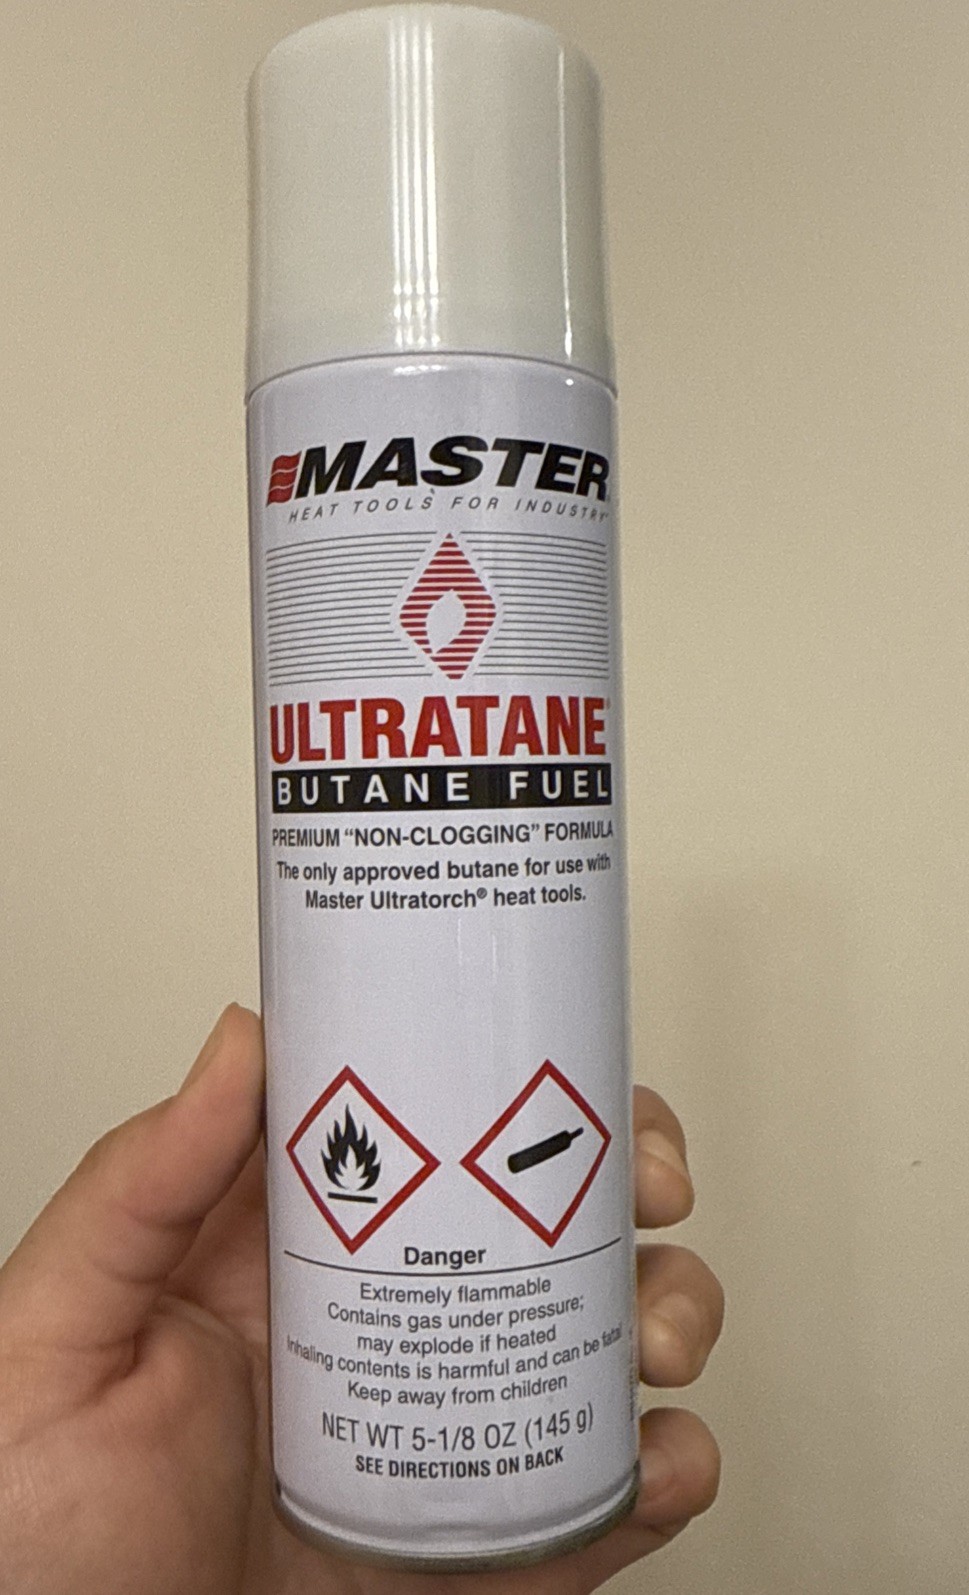 MASTER
HEAT TOOLS FOR INDUSTRY
ULTRATANE®
BUTANE FUEL
PREMIUM “NON-CLOGGING” FORMULA
The only approved butane for use with
Master Ultratorch® heat tools.
Danger
Extremely flammable
Contains gas under pressure;
may explode if heated
Inhaling contents is harmful and can be fatal
Keep away from children
NET WT 5-1/8 OZ (145 g)
SEE DIRECTIONS ON BACK